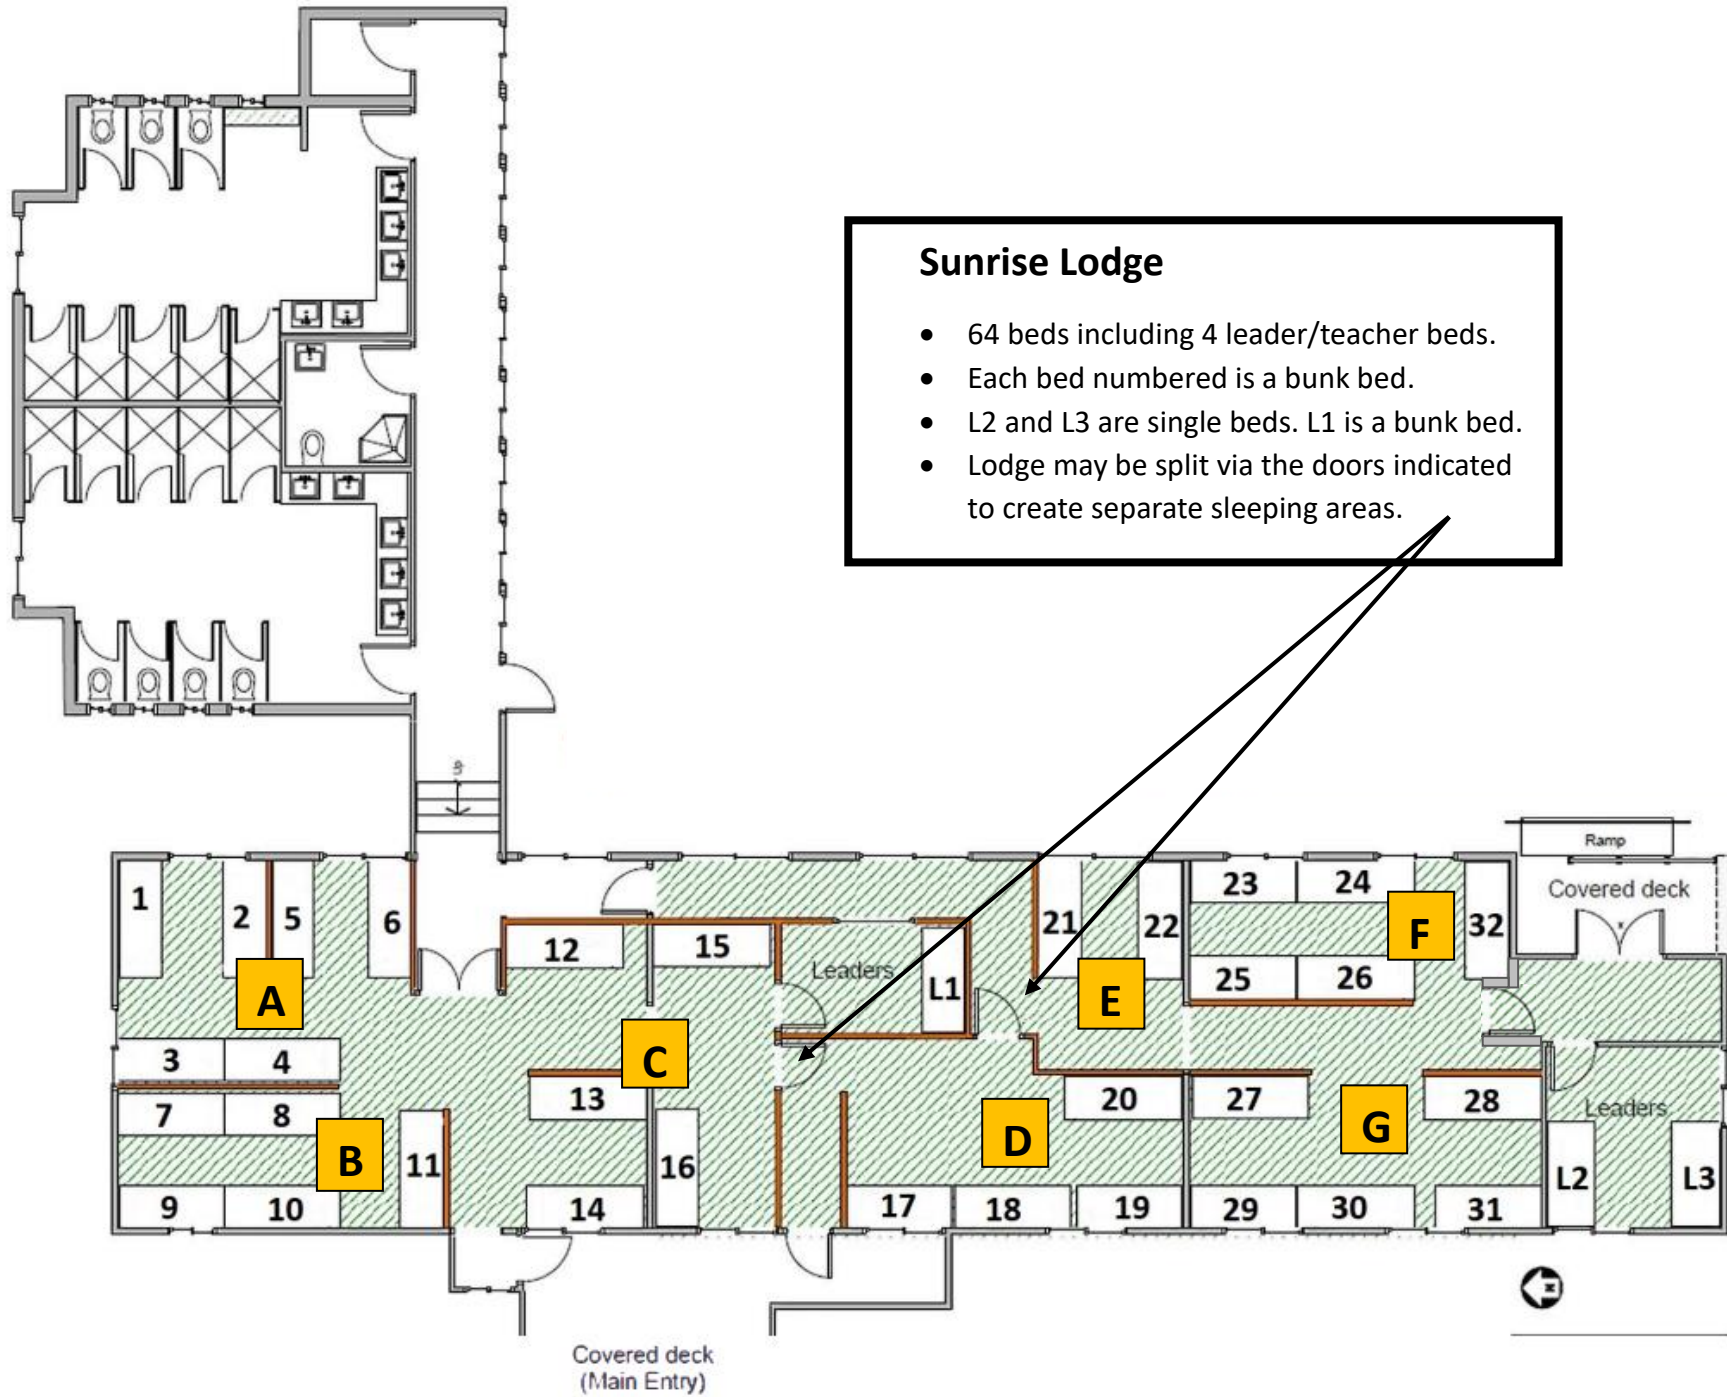 Sunrise Lodge
• 64 beds including 4 leader/teacher beds.
• Each bed numbered is a bunk bed.
• L2 and L3 are single beds. L1 is a bunk bed.
• Lodge may be split via the doors indicated
to create separate sleeping areas.
up
Ramp
Covered deck
1
2
5
6
12
15
Leaders
L1
21
22
23
24
F
32
25
26
A
C
E
3
4
7
8
B
11
13
16
9
10
14
D
20
17
18
19
27
G
28
29
30
31
Leaders
L2
L3
Covered deck
(Main Entry)